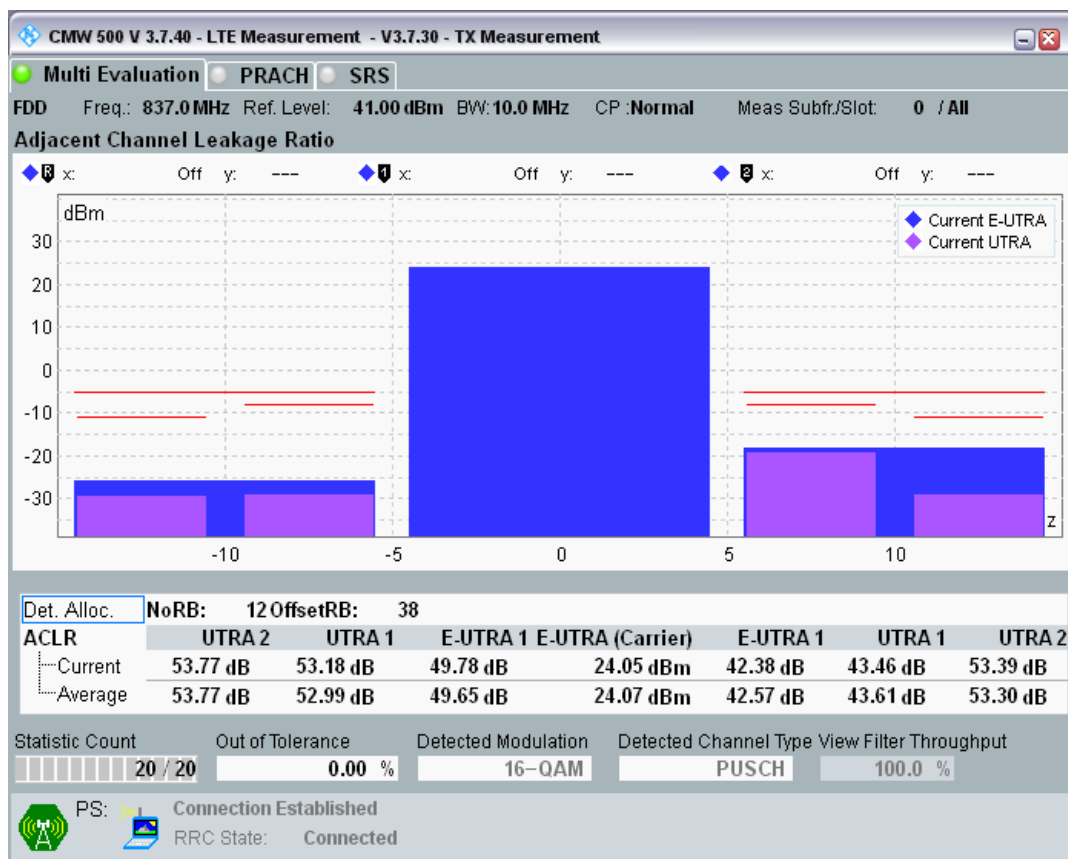 CMW 500 V 3.7.40 - LTE Measurement - V3.7.30 - TX Measurement
Multi Evaluation PRACH SRS
FDD Freq.: 837.0 MHz Ref. Level: 41.00 dBm BW: 10.0 MHz CP :Normal Meas Subfr./Slot: 0 / All
Adjacent Channel Leakage Ratio
R x: Off y: --- 1 x: Off y: --- 2 x: Off y: ---
dBm
Current E-UTRA
Current UTRA
30
20
10
0
-10
-20
-30
z
-10 -5 0 5 10
Det. Alloc. NoRB: 12 OffsetRB: 38
ACLR UTRA 2 UTRA 1 E-UTRA 1 E-UTRA (Carrier) E-UTRA 1 UTRA 1 UTRA 2
Current 53.77 dB 53.18 dB 49.78 dB 24.05 dBm 42.38 dB 43.46 dB 53.39 dB
Average 53.77 dB 52.99 dB 49.65 dB 24.07 dBm 42.57 dB 43.61 dB 53.30 dB
Statistic Count Out of Tolerance Detected Modulation Detected Channel Type View Filter Throughput
20 / 20 0.00 % 16-QAM PUSCH 100.0 %
PS: Connection Established
RRC State: Connected